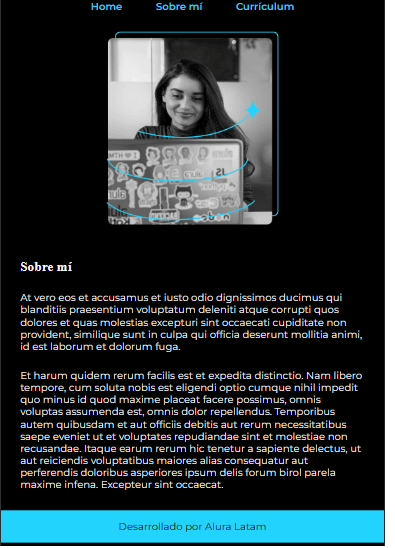 Home Sobre mí Currículum
Sobre mí
At vero eos et accusamus et iusto odio dignissimos ducimus qui
blanditiis praesentium voluptatum deleniti atque corrupti quos
dolores et quas molestias excepturi sint occaecati cupiditate non
provident, similique sunt in culpa qui officia deserunt mollitia animi,
id est laborum et dolorum fuga.
Et harum quidem rerum facilis est et expedita distinctio. Nam libero
tempore, cum soluta nobis est eligendi optio cumque nihil impedit
quo minus id quod maxime placeat facere possimus, omnis
voluptas assumenda est, omnis dolor repellendus. Temporibus
autem quibusdam et aut officiis debitis aut rerum necessitatibus
saepe eveniet ut et voluptates repudiandae sint et molestiae non
recusandae. Itaque earum rerum hic tenetur a sapiente delectus, ut
aut reiciendis voluptatibus maiores alias consequatur aut
perferendis doloribus asperiores ipsum delis forum birol parela
maxime infena. Excepteur sint occaecat.
Desarrollado por Alura Latam